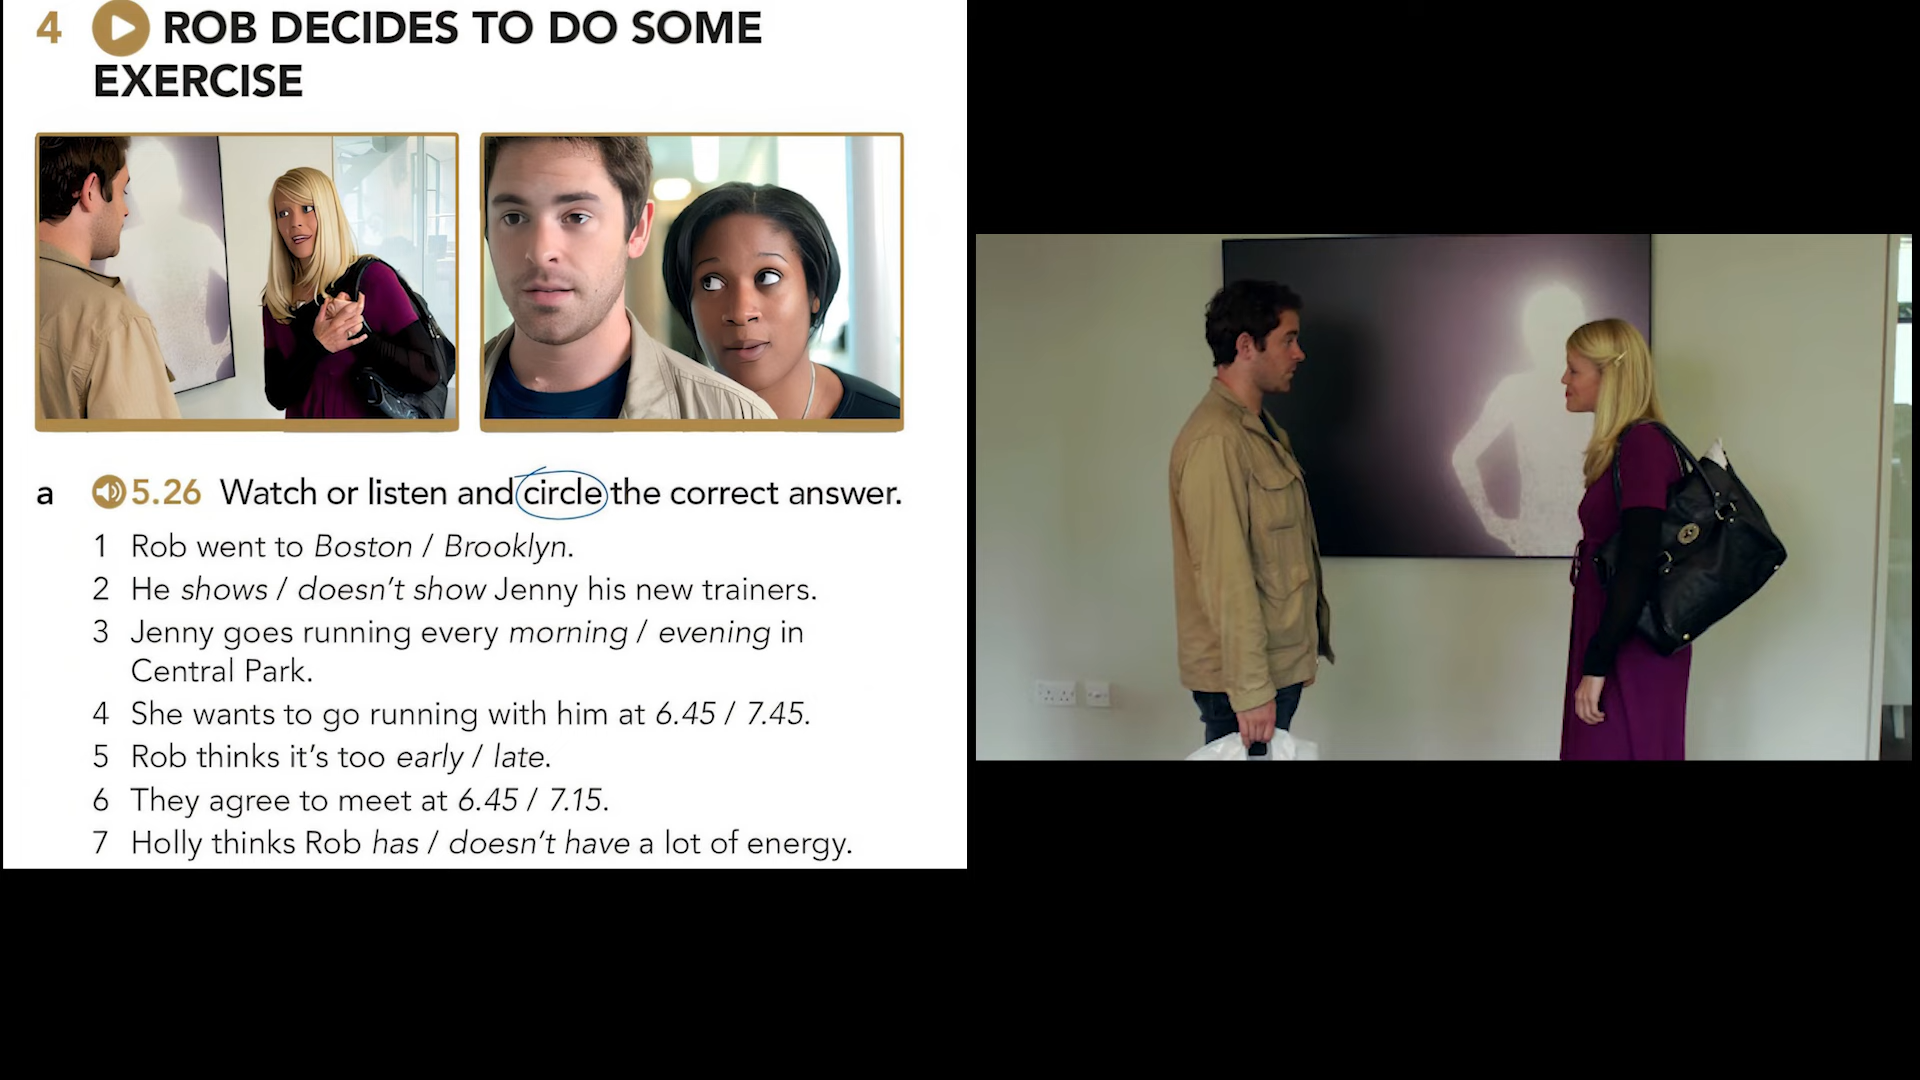 4 ROB DECIDES TO DO SOME
EXERCISE
a 5.26 Watch or listen and circle the correct answer.
1 Rob went to Boston / Brooklyn.
2 He shows / doesn't show Jenny his new trainers.
3 Jenny goes running every morning / evening in
Central Park.
4 She wants to go running with him at 6.45 / 7.45.
5 Rob thinks it's too early / late.
6 They agree to meet at 6.45 / 7.15.
7 Holly thinks Rob has / doesn't have a lot of energy.